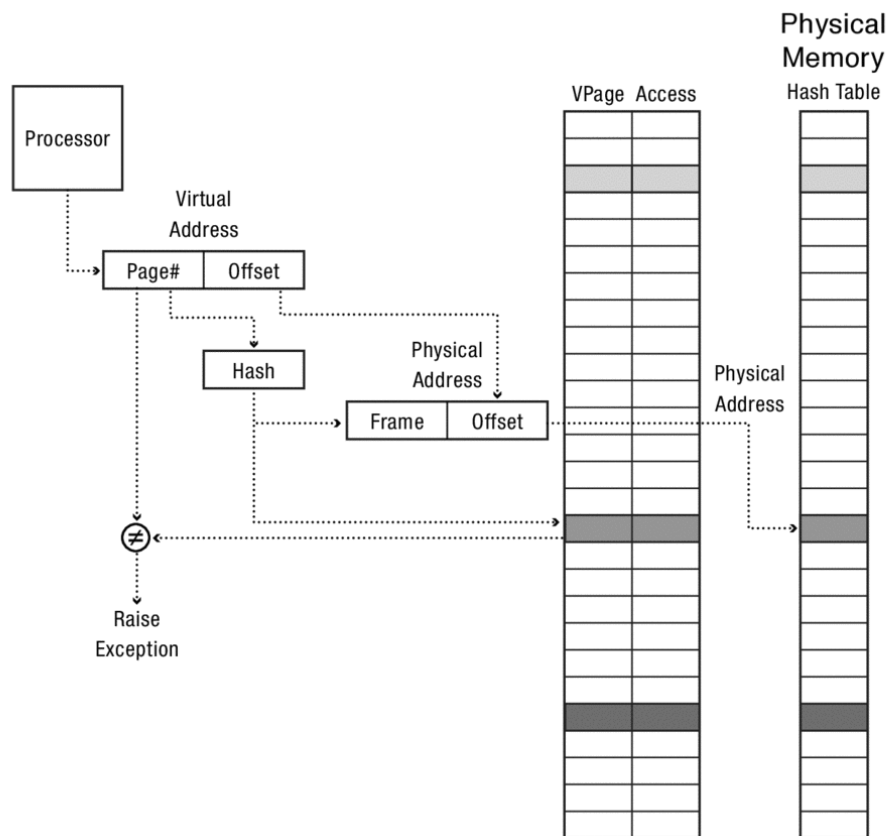 Physical
Memory
VPage Access
Hash Table
Processor
Virtual
Address
Page#
Offset
Hash
Physical
Address
Frame
Offset
Physical
Address
≠
Raise
Exception